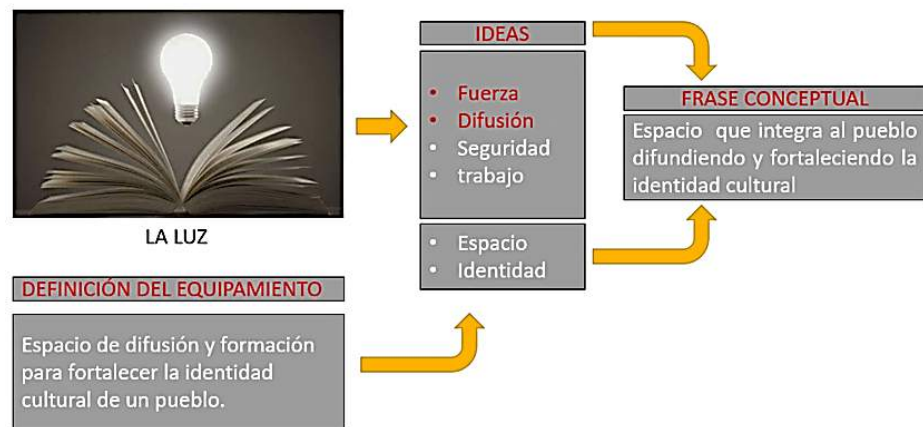 LA LUZ
DEFINICIÓN DEL EQUIPAMIENTO
Espacio de difusión y formación
para fortalecer la identidad
cultural de un pueblo.
IDEAS
• Fuerza
• Difusión
• Seguridad
• trabajo
• Espacio
• Identidad
FRASE CONCEPTUAL
Espacio que integra al pueblo
difundiendo y fortaleciendo la
identidad cultural